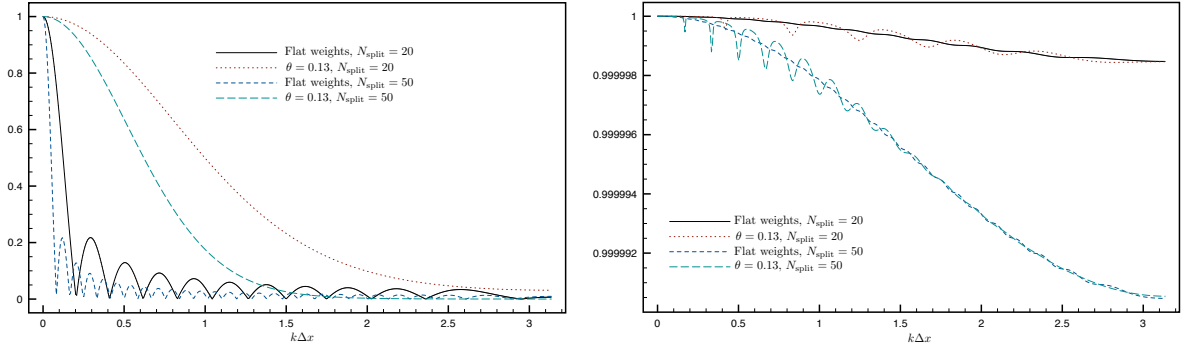 1
0.8
0.6
0.4
0.2
0
Flat weights, N_split = 20
θ = 0.13, N_split = 20
Flat weights, N_split = 50
θ = 0.13, N_split = 50
0 0.5 1 1.5 2 2.5 3
kΔx
1
0.999998
0.999996
0.999994
0.999992
Flat weights, N_split = 20
θ = 0.13, N_split = 20
Flat weights, N_split = 50
θ = 0.13, N_split = 50
0 0.5 1 1.5 2 2.5 3
kΔx